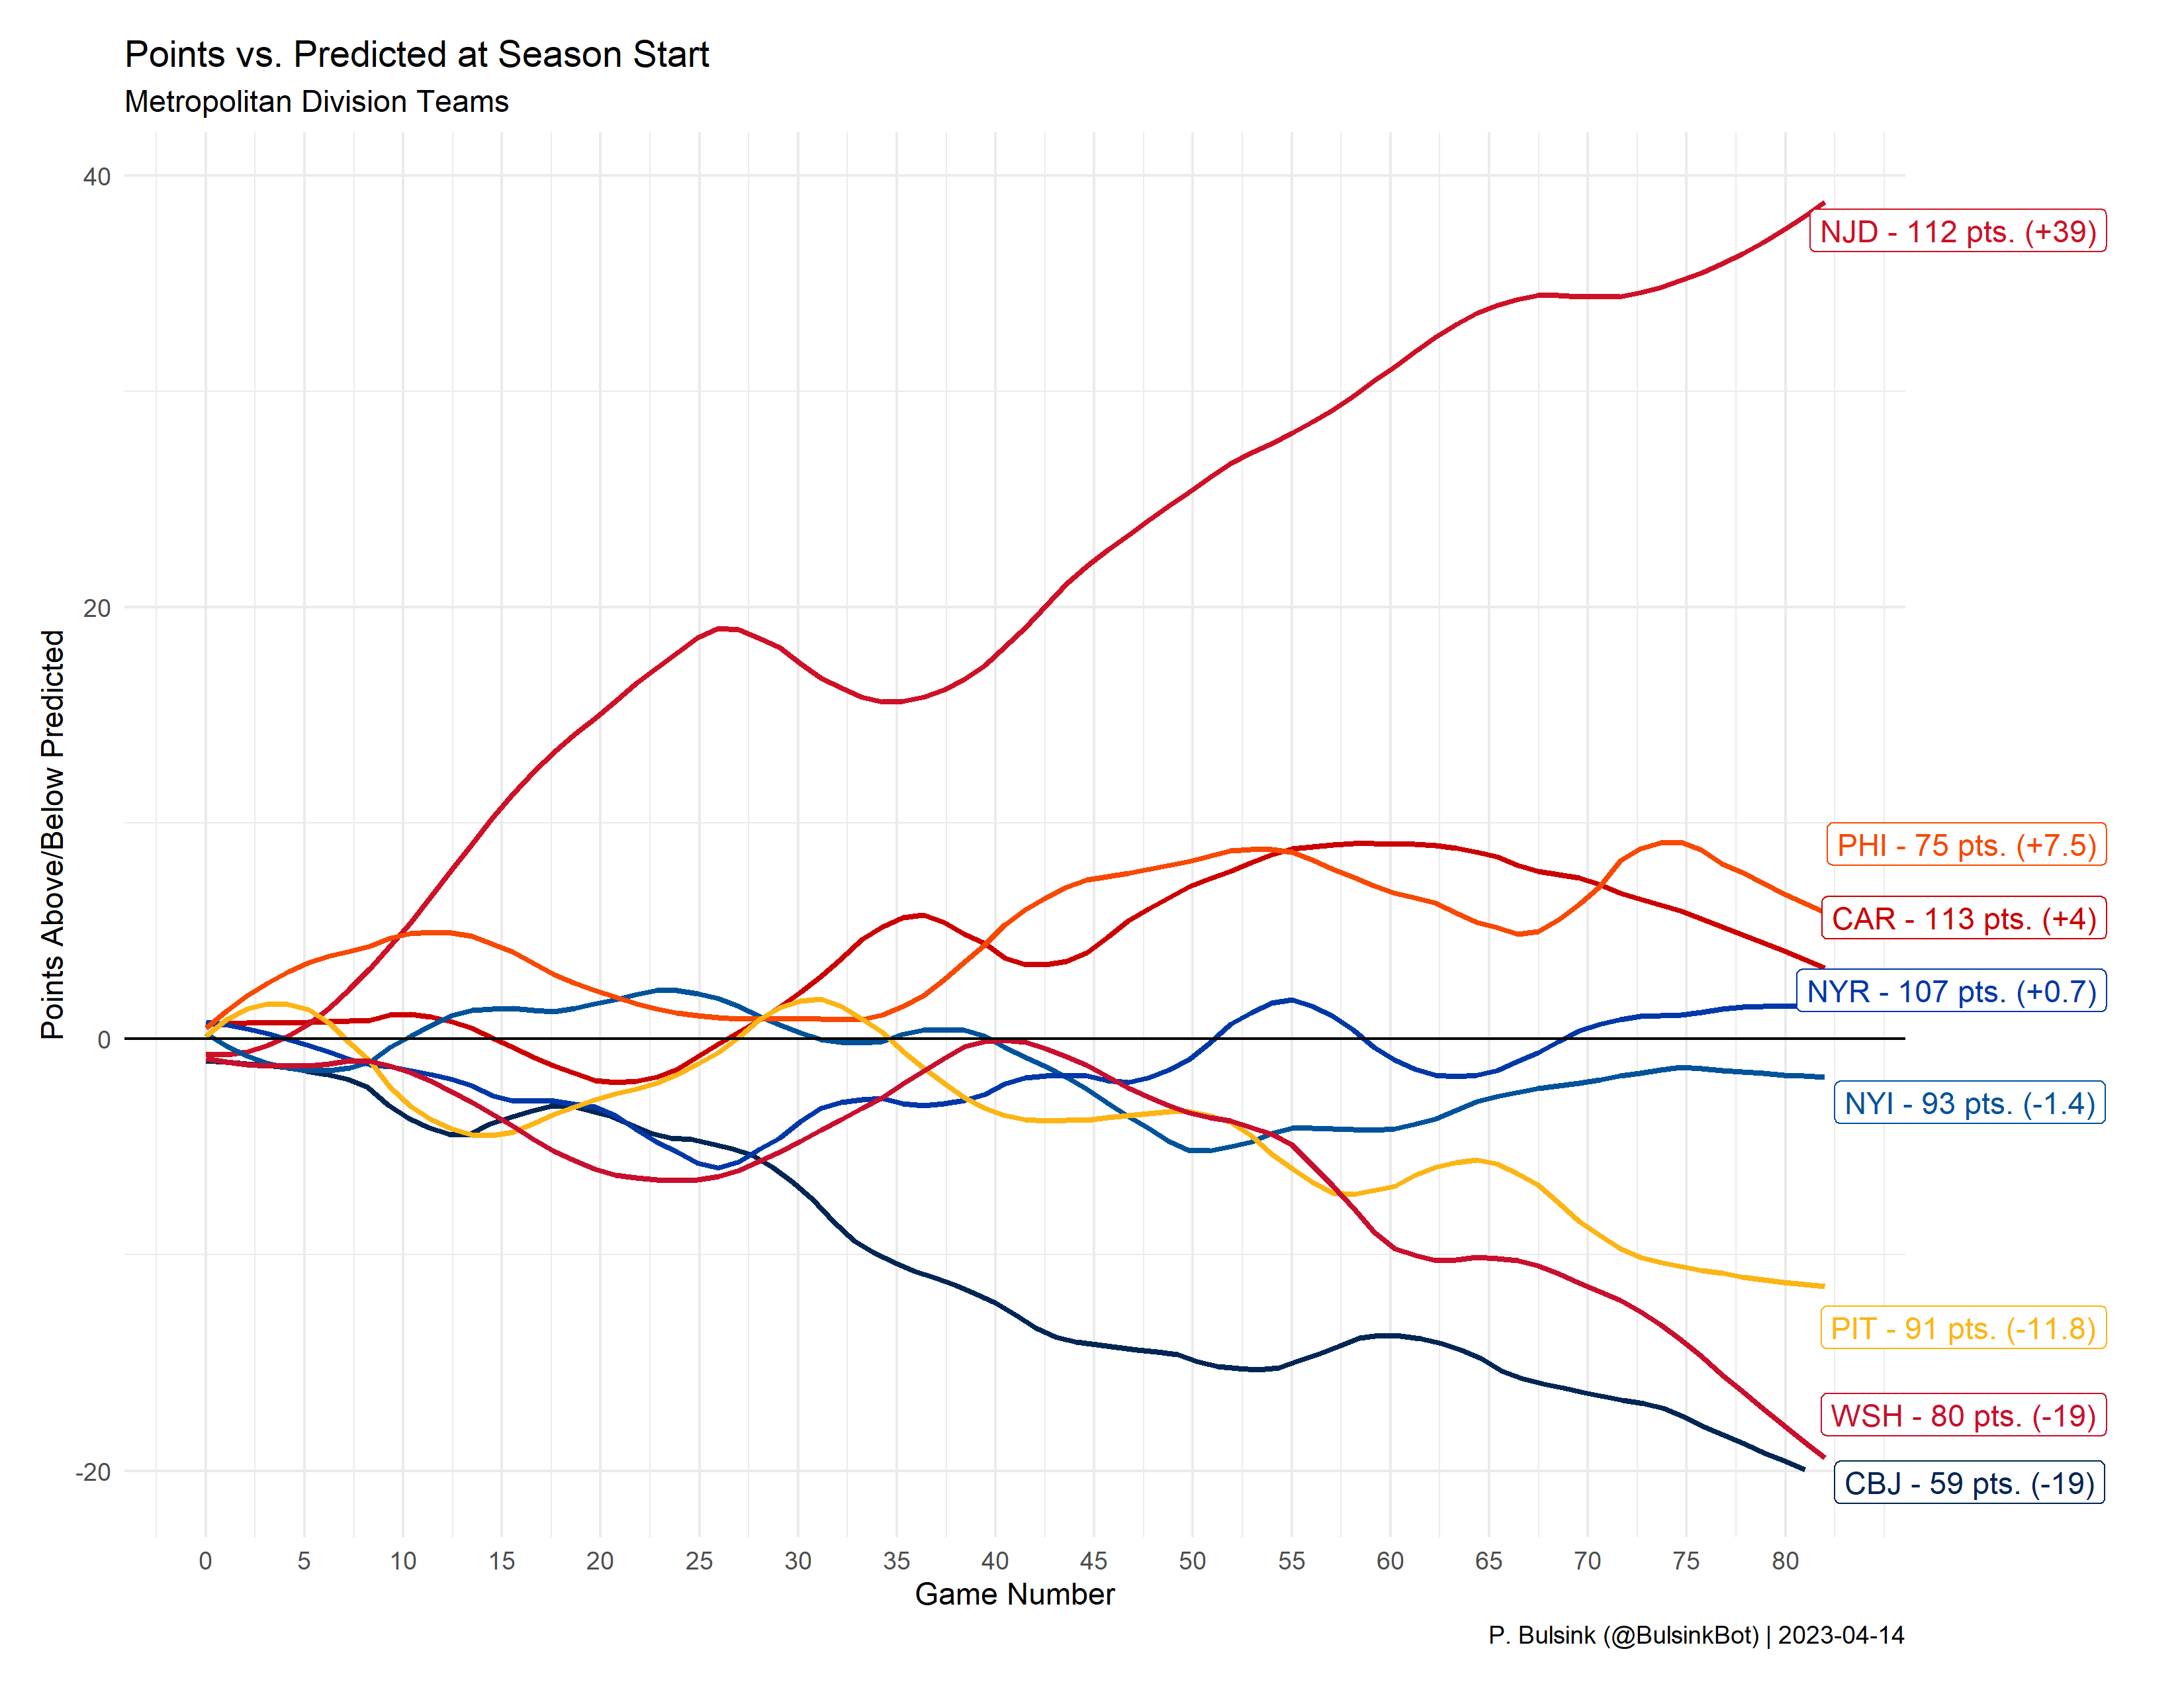 Points vs. Predicted at Season Start
Metropolitan Division Teams
Points Above/Below Predicted
40
20
0
-20
NJD - 112 pts. (+39)
PHI - 75 pts. (+7.5)
CAR - 113 pts. (+4)
NYR - 107 pts. (+0.7)
NYI - 93 pts. (-1.4)
PIT - 91 pts. (-11.8)
WSH - 80 pts. (-19)
CBJ - 59 pts. (-19)
0 5 10 15 20 25 30 35 40 45 50 55 60 65 70 75 80
Game Number
P. Bulsink (@BulsinkBot) | 2023-04-14